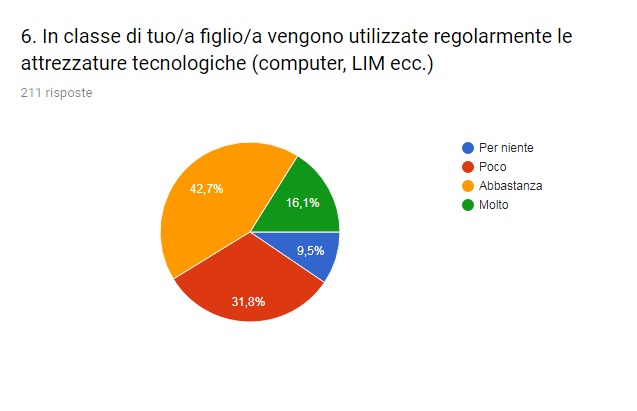 6. In classe di tuo/a figlio/a vengono utilizzate regolarmente le
attrezzature tecnologiche (computer, LIM ecc.)
211 risposte
Per niente
Poco
Abbastanza
Molto
42,7%
16,1%
9,5%
31,8%